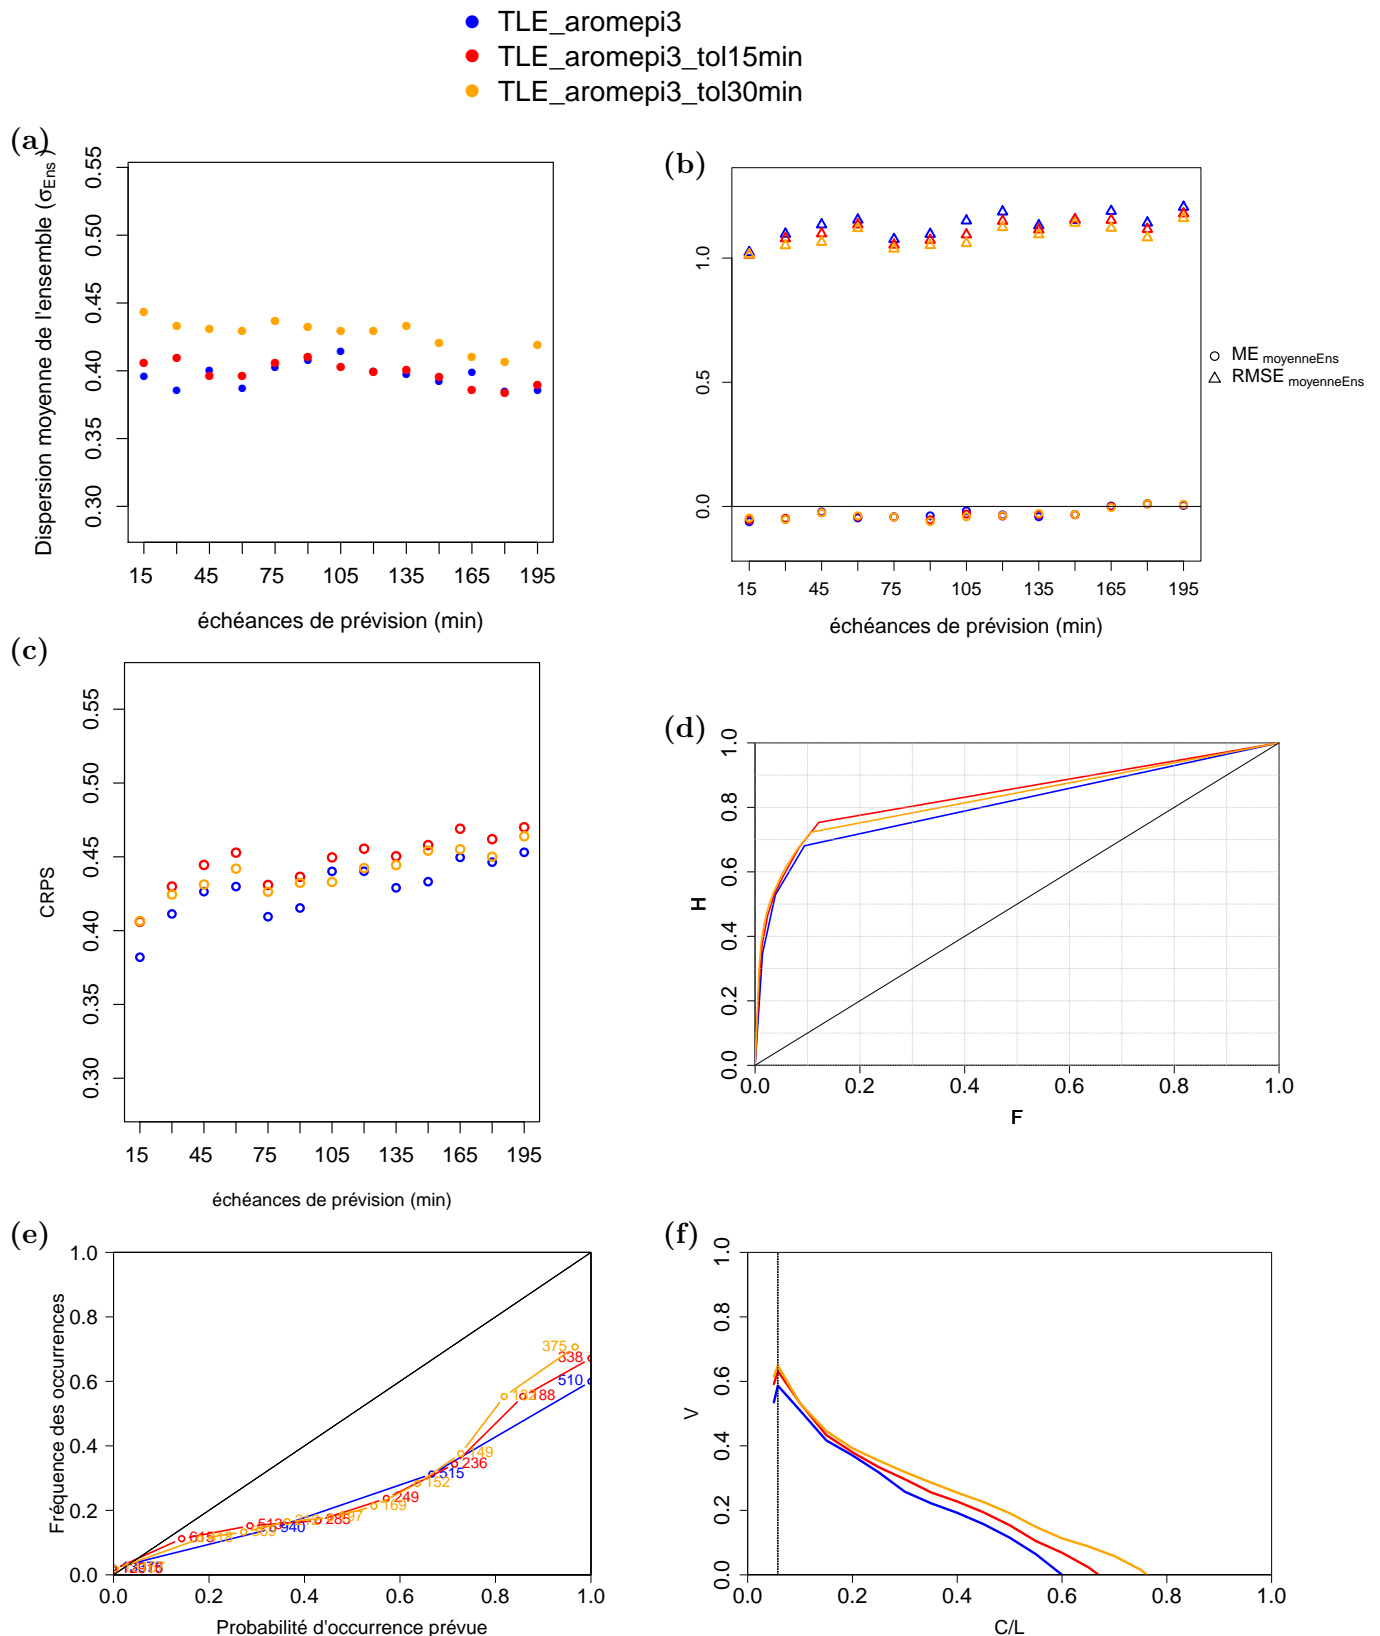 TLE_aromepi3
TLE_aromepi3_tol15min
TLE_aromepi3_tol30min
(a)
Dispersion moyenne de l'ensemble (σEns)
0.55
0.50
0.45
0.40
0.35
0.30
15 45 75 105 135 165 195
échéances de prévision (min)
(b)
1.0
0.5
0.0
15 45 75 105 135 165 195
échéances de prévision (min)
ME moyenneEns
RMSE moyenneEns
(c)
CRPS
0.55
0.50
0.45
0.40
0.35
0.30
15 45 75 105 135 165 195
échéances de prévision (min)
(d)
H
1.0
0.8
0.6
0.4
0.2
0.0
0.0 0.2 0.4 0.6 0.8 1.0
F
(e)
Fréquence des occurrences
1.0
0.8
0.6
0.4
0.2
0.0
375
338
510
188
149
236
515
152
249
169
285
940
0.0 0.2 0.4 0.6 0.8 1.0
Probabilité d'occurrence prévue
(f)
V
1.0
0.8
0.6
0.4
0.2
0.0
0.0 0.2 0.4 0.6 0.8 1.0
C/L